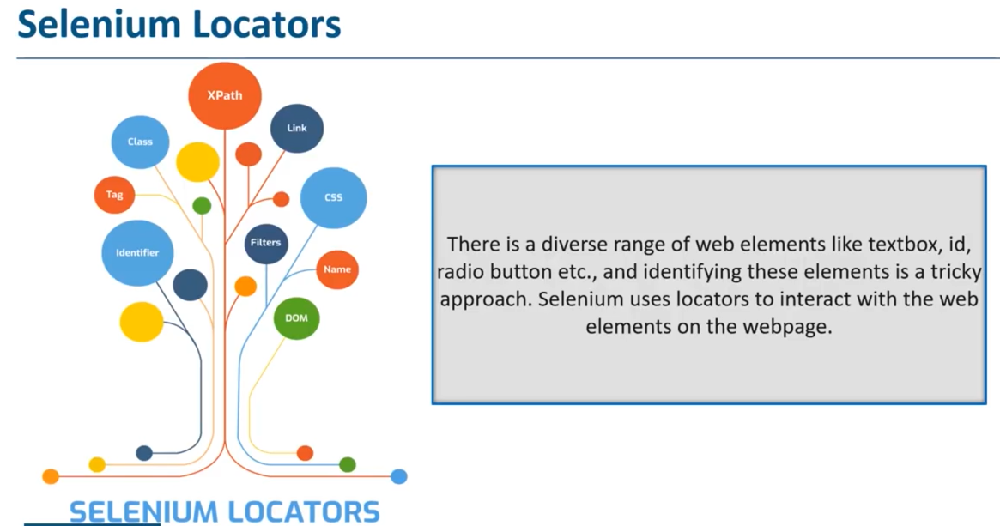 Selenium Locators
XPath
Link
Class
Tag
CSS
Filters
Identifier
Name
DOM
There is a diverse range of web elements like textbox, id,
radio button etc., and identifying these elements is a tricky
approach. Selenium uses locators to interact with the web
elements on the webpage.
SELENIUM LOCATORS